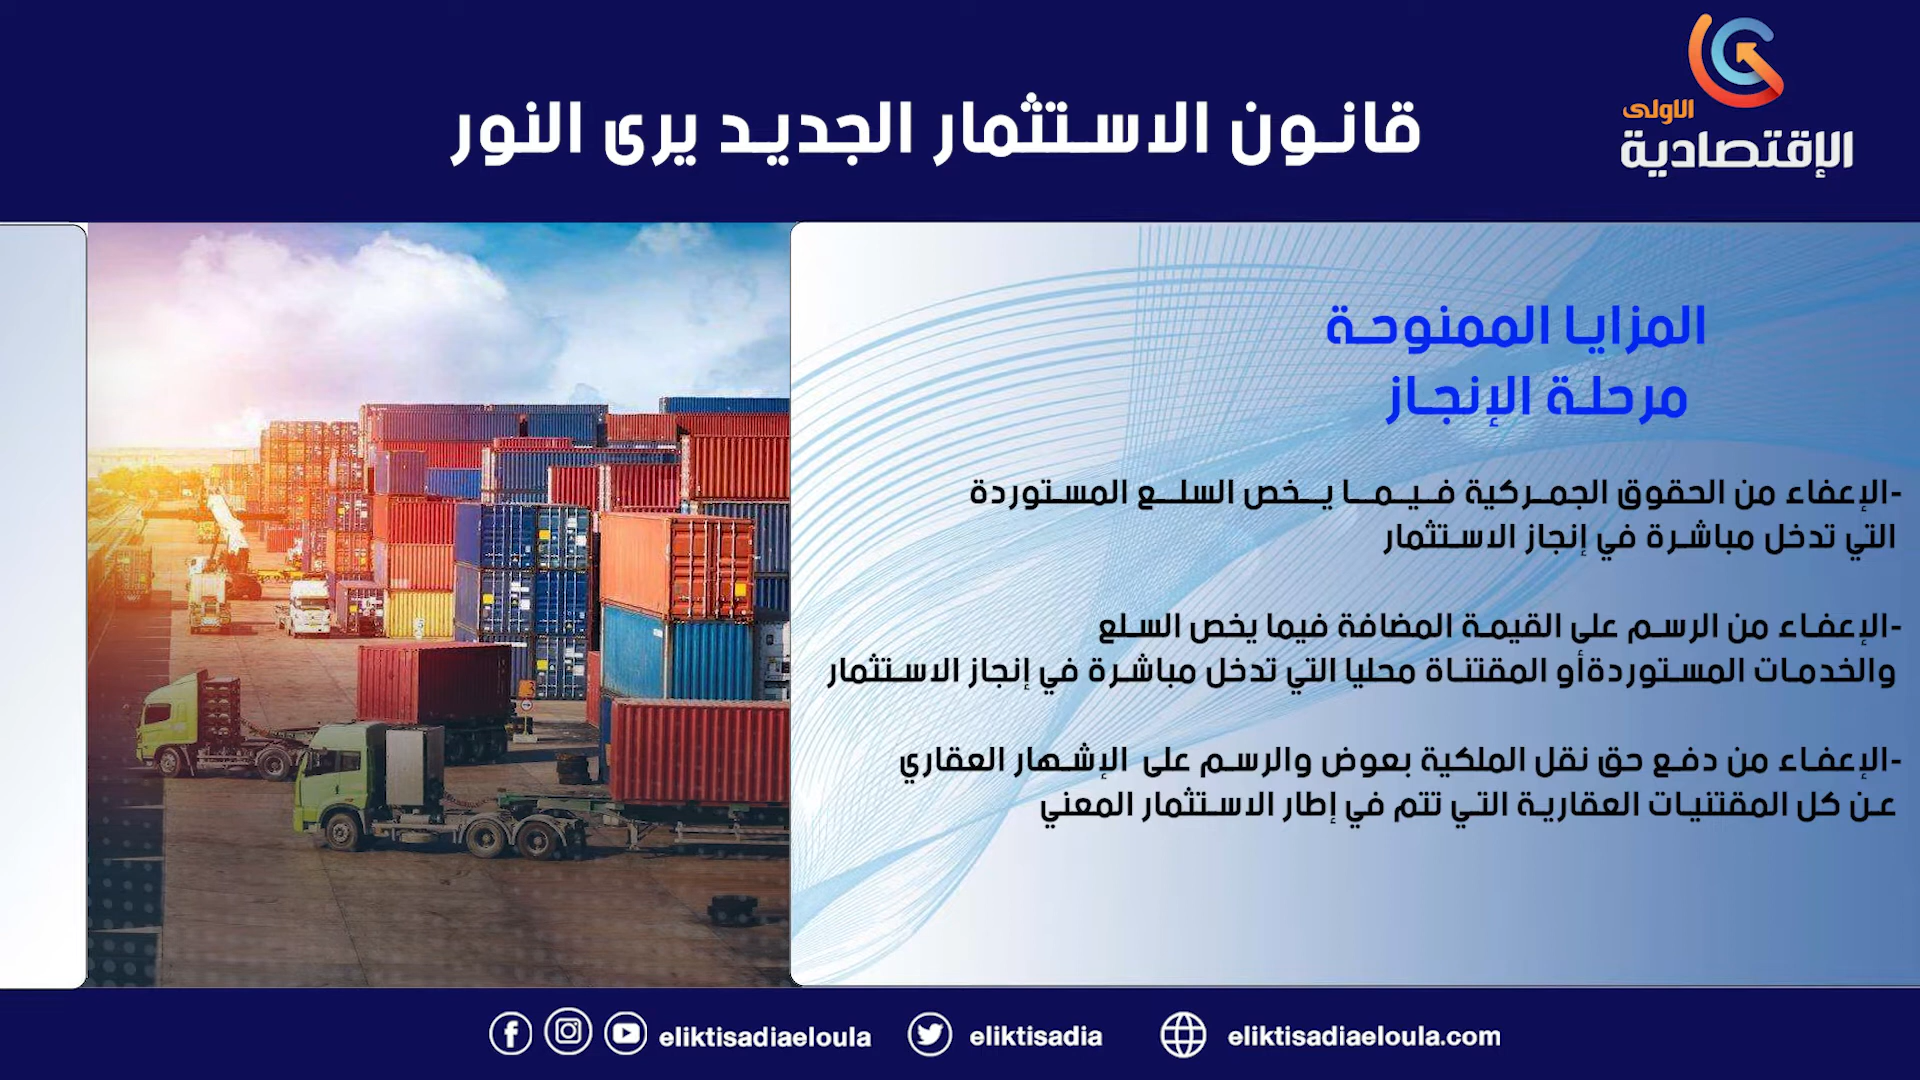 الاولى
الإقتصادية
قانون الاستثمار الجديد يرى النور
المزايا الممنوحة
مرحلة الإنجاز
-الإعفاء من الحقوق الجمركية فيما يخص السلع المستوردة
التي تدخل مباشرة في إنجاز الاستثمار
-الإعفاء من الرسم على القيمة المضافة فيما يخص السلع
والخدمات المستوردةأو المقتناة محليا التي تدخل مباشرة في إنجاز الاستثمار
-الإعفاء من دفع حق نقل الملكية بعوض والرسم على الإشهار العقاري
عن كل المقتنيات العقارية التي تتم في إطار الاستثمار المعني
eliktisadiaeloula eliktisadia eliktisadiaeloula.com